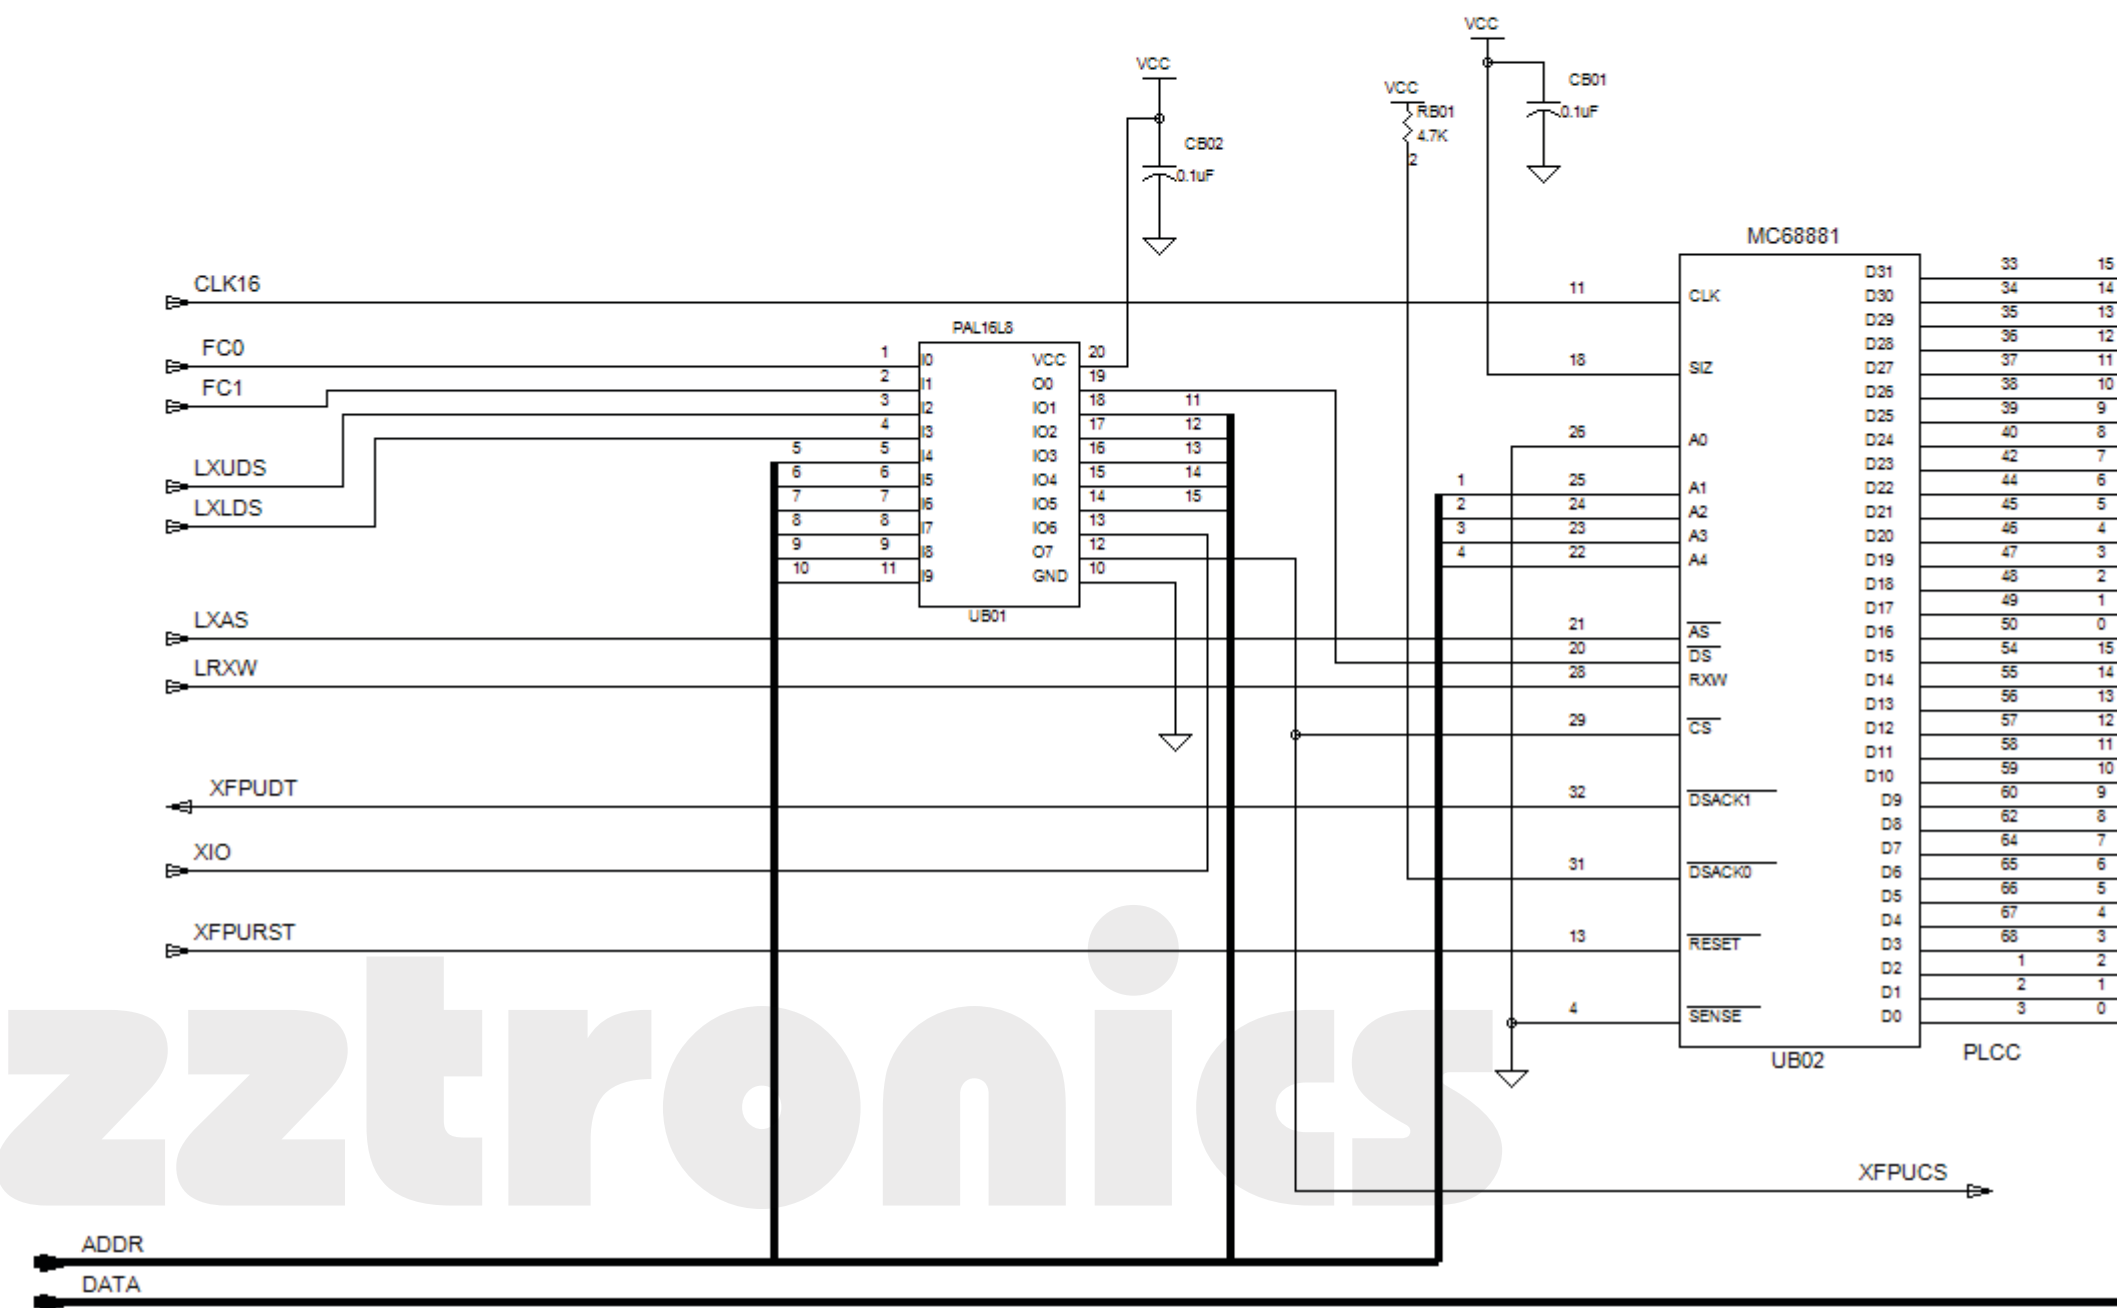 VCC
VCC
CB01
.0.1uF
VCC
RB01
4.7K
2
CB02
.0.1uF
MC68881
CLK16
FC0
FC1
LXUDS
LXLDS
LXAS
LRXW
XFPUDT
XIO
XFPURST
PAL16L8
1 I0 VCC 20
2 I1 O0 19
3 I2 IO1 18 11
4 I3 IO2 17 12
5 5 I4 IO3 16 13
6 6 I5 IO4 15 14
7 7 I6 IO5 14 15
8 8 I7 IO6 13
9 9 I8 O7 12
10 11 I9 GND 10
UB01
11 CLK
18 SIZ
26 A0
1 25 A1
2 24 A2
3 23 A3
4 22 A4
21 AS
20 DS
28 RXW
29 CS
32 DSACK1
31 DSACK0
13 RESET
4 SENSE
D31 33 15
D30 34 14
D29 35 13
D28 36 12
D27 37 11
D26 38 10
D25 39 9
D24 40 8
D23 42 7
D22 44 6
D21 45 5
D20 46 4
D19 47 3
D18 48 2
D17 49 1
D16 50 0
D15 54 15
D14 55 14
D13 56 13
D12 57 12
D11 58 11
D10 59 10
D9 60 9
D8 62 8
D7 64 7
D6 65 6
D5 66 5
D4 67 4
D3 68 3
D2 1 2
D1 2 1
D0 3 0
UB02
PLCC
zztronics
XFPUCS
ADDR
DATA